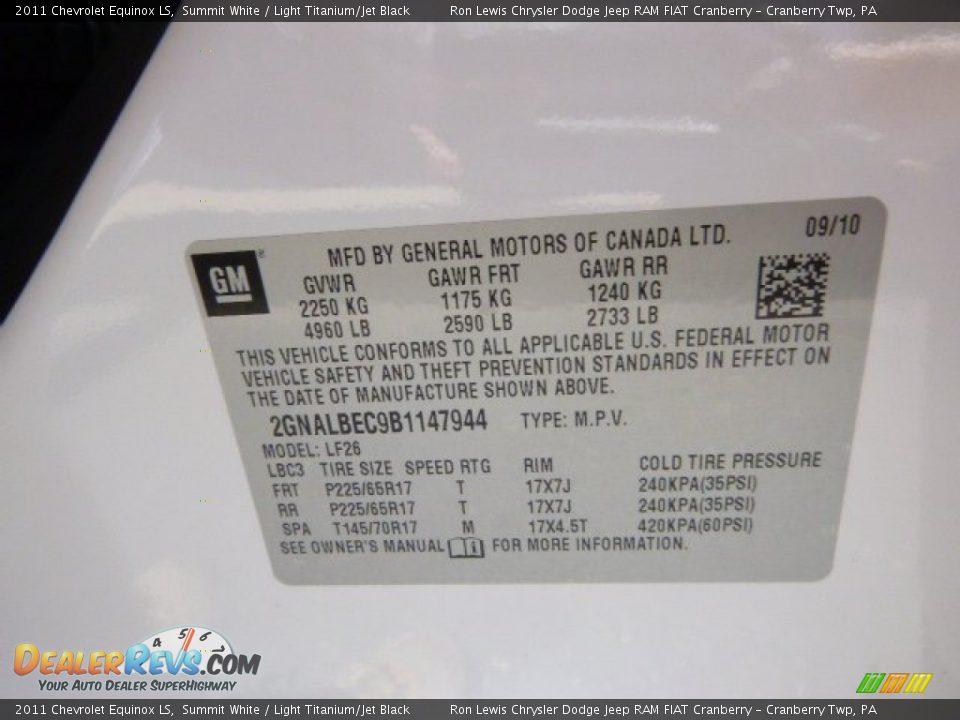 2011 Chevrolet Equinox LS, Summit White / Light Titanium/Jet Black Ron Lewis Chrysler Dodge Jeep RAM FIAT Cranberry – Cranberry Twp, PA
09/10
GM ®
MFD BY GENERAL MOTORS OF CANADA LTD.
GVWR GAWR FRT GAWR RR
2250 KG 1175 KG 1240 KG
4960 LB 2590 LB 2733 LB
THIS VEHICLE CONFORMS TO ALL APPLICABLE U.S. FEDERAL MOTOR
VEHICLE SAFETY AND THEFT PREVENTION STANDARDS IN EFFECT ON
THE DATE OF MANUFACTURE SHOWN ABOVE.
2GNALBEC9B1147944 TYPE: M.P.V.
MODEL: LF26
LBC3 TIRE SIZE SPEED RTG RIM COLD TIRE PRESSURE
FRT P225/65R17 T 17X7J 240KPA(35PSI)
RR P225/65R17 T 17X7J 240KPA(35PSI)
SPA T145/70R17 M 17X4.5T 420KPA(60PSI)
SEE OWNER'S MANUAL i FOR MORE INFORMATION.
4 5 6 7
DEALERREVS.COM
YOUR AUTO DEALER SUPERHIGHWAY
2011 Chevrolet Equinox LS, Summit White / Light Titanium/Jet Black Ron Lewis Chrysler Dodge Jeep RAM FIAT Cranberry – Cranberry Twp, PA